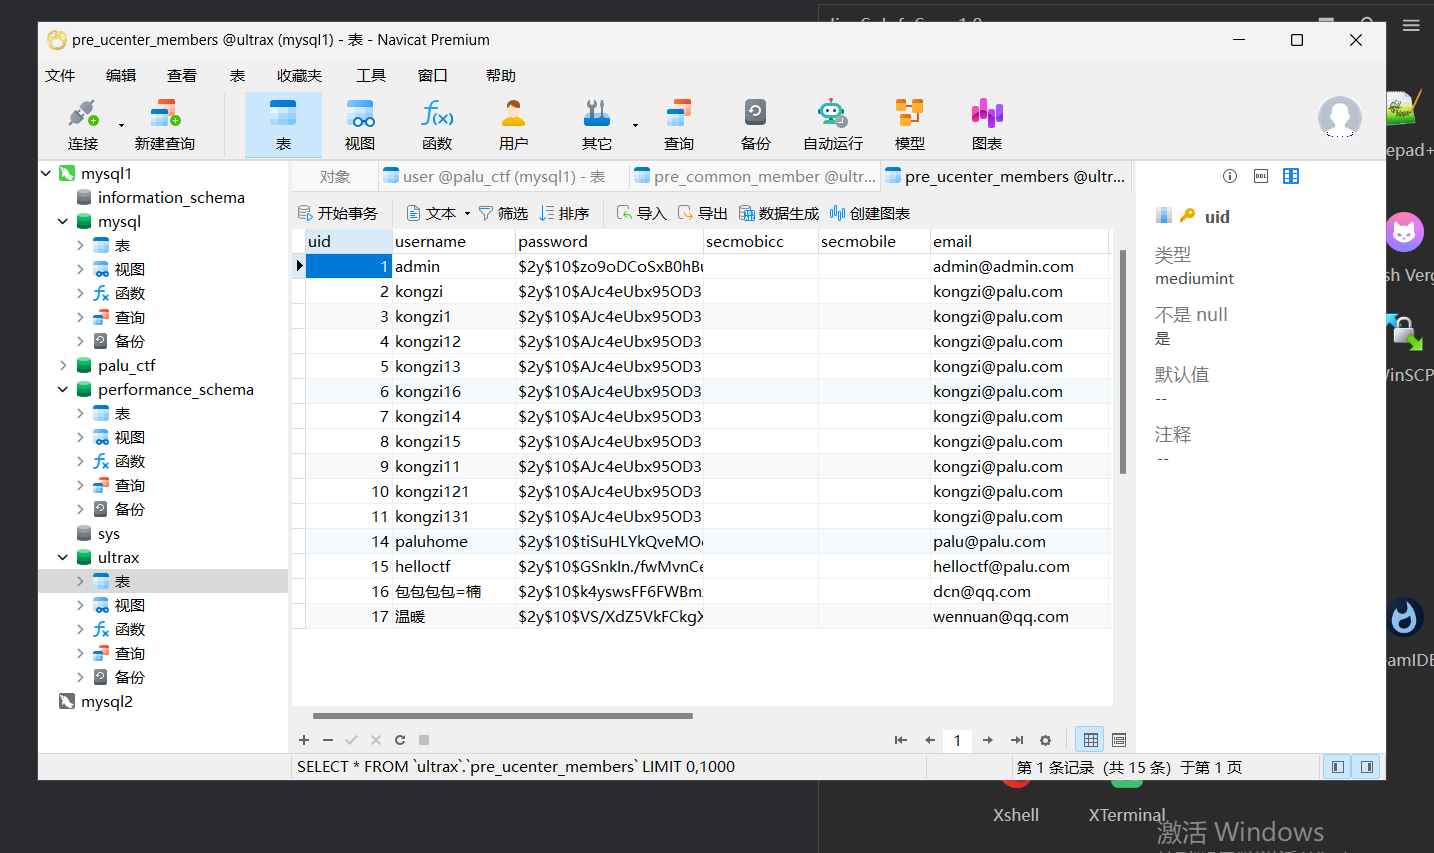 pre_ucenter_members @ultrax (mysql1) - 表 - Navicat Premium
文件 编辑 查看 表 收藏夹 工具 窗口 帮助
连接 新建查询 表 视图 函数 用户 其它 查询 备份 自动运行 模型 图表
mysql1
information_schema
mysql
表
视图
函数
查询
备份
palu_ctf
performance_schema
表
视图
函数
查询
备份
sys
ultrax
表
视图
函数
查询
备份
mysql2
对象 user @palu_ctf (mysql1) - 表 pre_common_member @ultr... pre_ucenter_members @ultr...
开始事务 文本 筛选 排序 导入 导出 数据生成 创建图表
uid username password secmobicc secmobile email
1 admin $2y$10$zo9oDCoSxB0hBu admin@admin.com
2 kongzi $2y$10$AJc4eUbx95OD3 kongzi@palu.com
3 kongzi1 $2y$10$AJc4eUbx95OD3 kongzi@palu.com
4 kongzi12 $2y$10$AJc4eUbx95OD3 kongzi@palu.com
5 kongzi13 $2y$10$AJc4eUbx95OD3 kongzi@palu.com
6 kongzi16 $2y$10$AJc4eUbx95OD3 kongzi@palu.com
7 kongzi14 $2y$10$AJc4eUbx95OD3 kongzi@palu.com
8 kongzi15 $2y$10$AJc4eUbx95OD3 kongzi@palu.com
9 kongzi11 $2y$10$AJc4eUbx95OD3 kongzi@palu.com
10 kongzi121 $2y$10$AJc4eUbx95OD3 kongzi@palu.com
11 kongzi131 $2y$10$AJc4eUbx95OD3 kongzi@palu.com
14 paluhome $2y$10$tiSuHLYkQveMO palu@palu.com
15 helloctf $2y$10$GSnkIn./fwMvnCe helloctf@palu.com
16 包包包包=楠 $2y$10$k4yswsFF6FWBm dcn@qq.com
17 温暖 $2y$10$VS/XdZ5VkFCkgX wennuan@qq.com
1
SELECT * FROM `ultrax`.`pre_ucenter_members` LIMIT 0,1000
第 1 条记录 (共 15 条) 于第 1 页
DDL
uid
类型
mediumint
不是 null
是
默认值
--
注释
--
epad+
sh Verg
WinSCP
eamIDE
Xshell XTerminal
激活 Windows